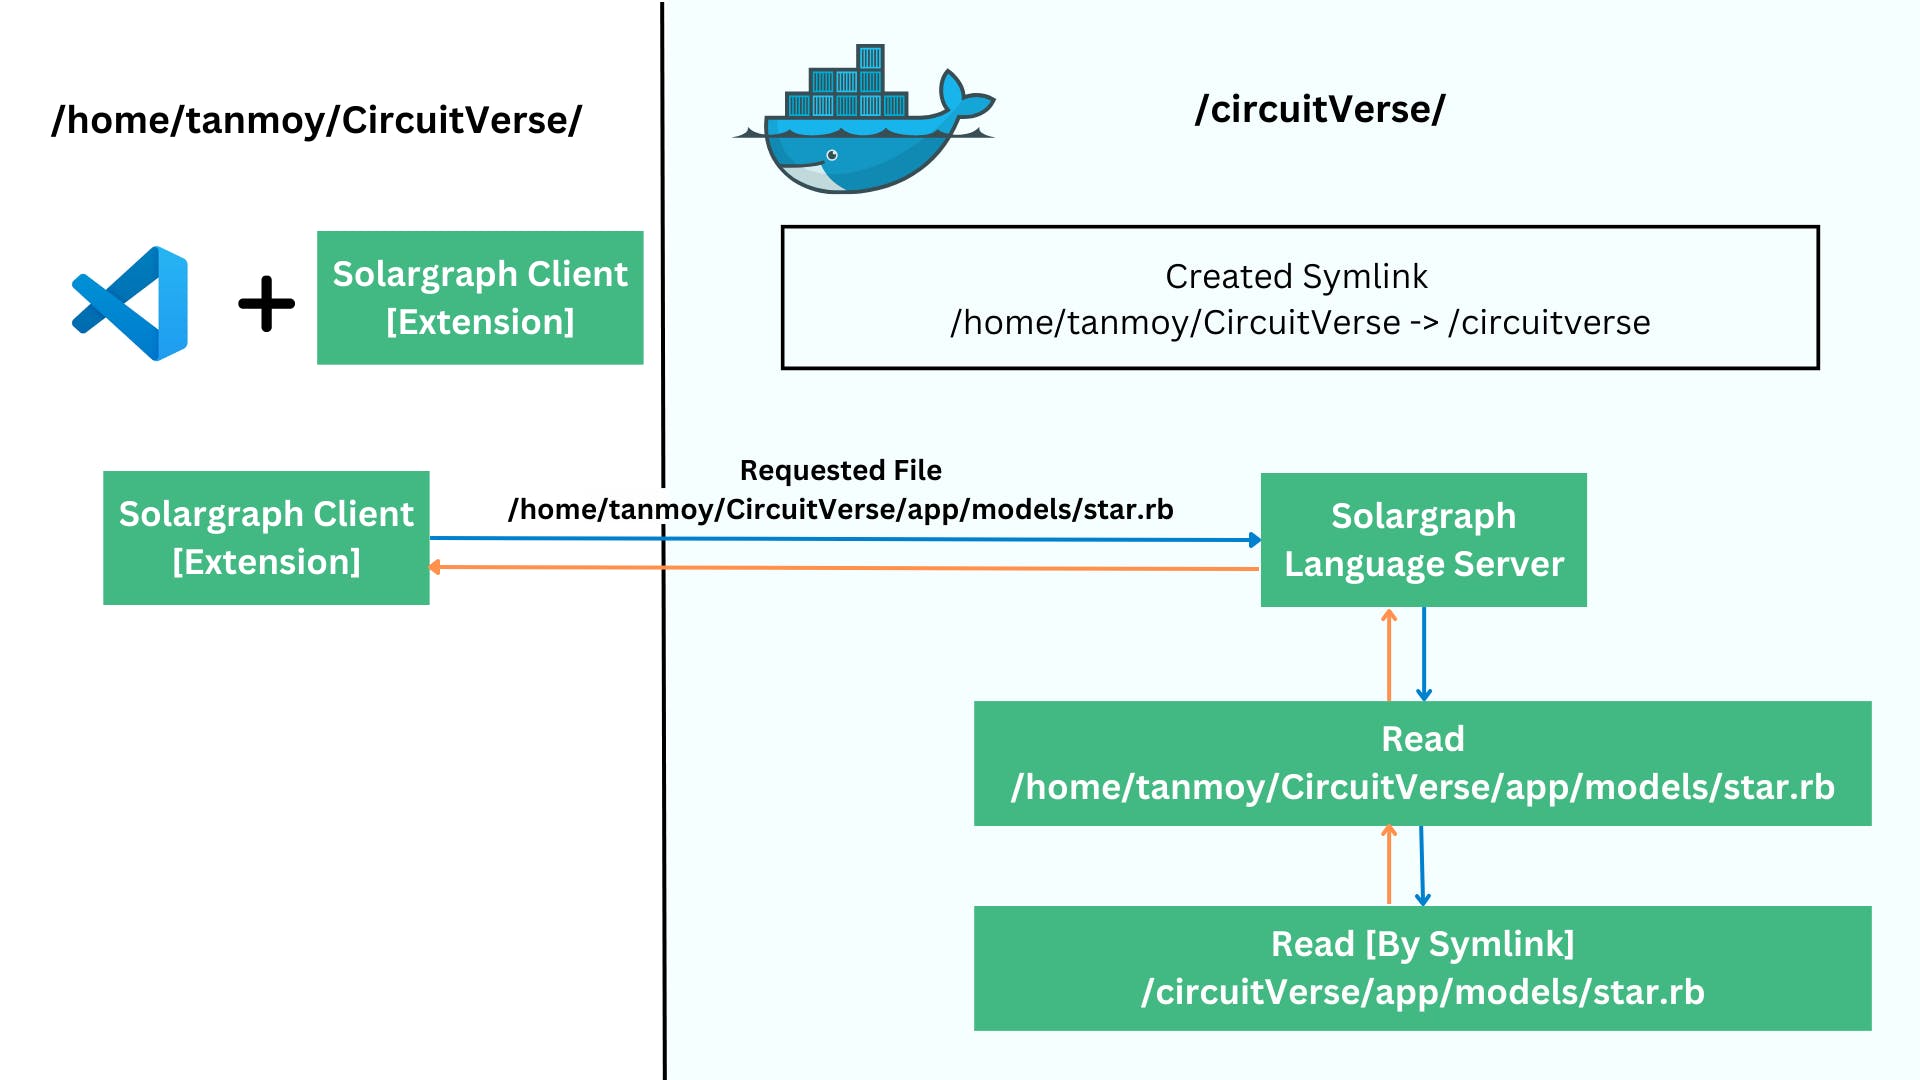 /home/tanmoy/CircuitVerse/
/circuitVerse/
Solargraph Client
[Extension]
Created Symlink
/home/tanmoy/CircuitVerse -> /circuitverse
Requested File
/home/tanmoy/CircuitVerse/app/models/star.rb
Solargraph Client
[Extension]
Solargraph
Language Server
Read
/home/tanmoy/CircuitVerse/app/models/star.rb
Read [By Symlink]
/circuitVerse/app/models/star.rb